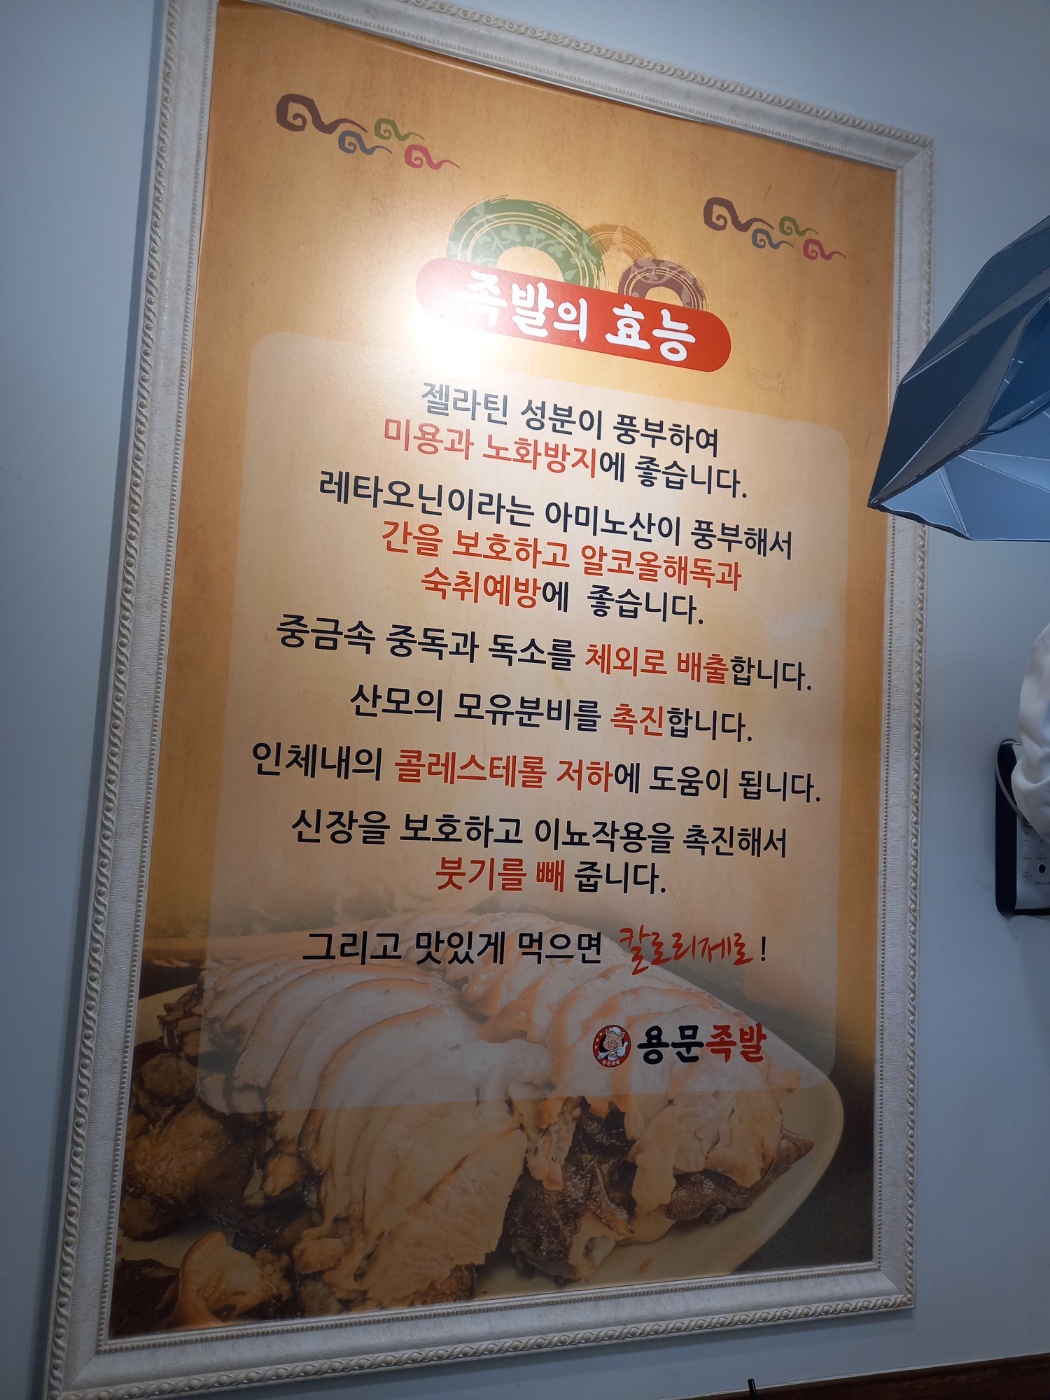 족발의 효능
젤라틴 성분이 풍부하여
미용과 노화방지에 좋습니다.
레타오닌이라는 아미노산이 풍부해서
간을 보호하고 알코올해독과
숙취예방에 좋습니다.
중금속 중독과 독소를 체외로 배출합니다.
산모의 모유분비를 촉진합니다.
인체내의 콜레스테롤 저하에 도움이 됩니다.
신장을 보호하고 이뇨작용을 촉진해서
붓기를 빼 줍니다.
그리고 맛있게 먹으면 칼로리제로!
용문족발